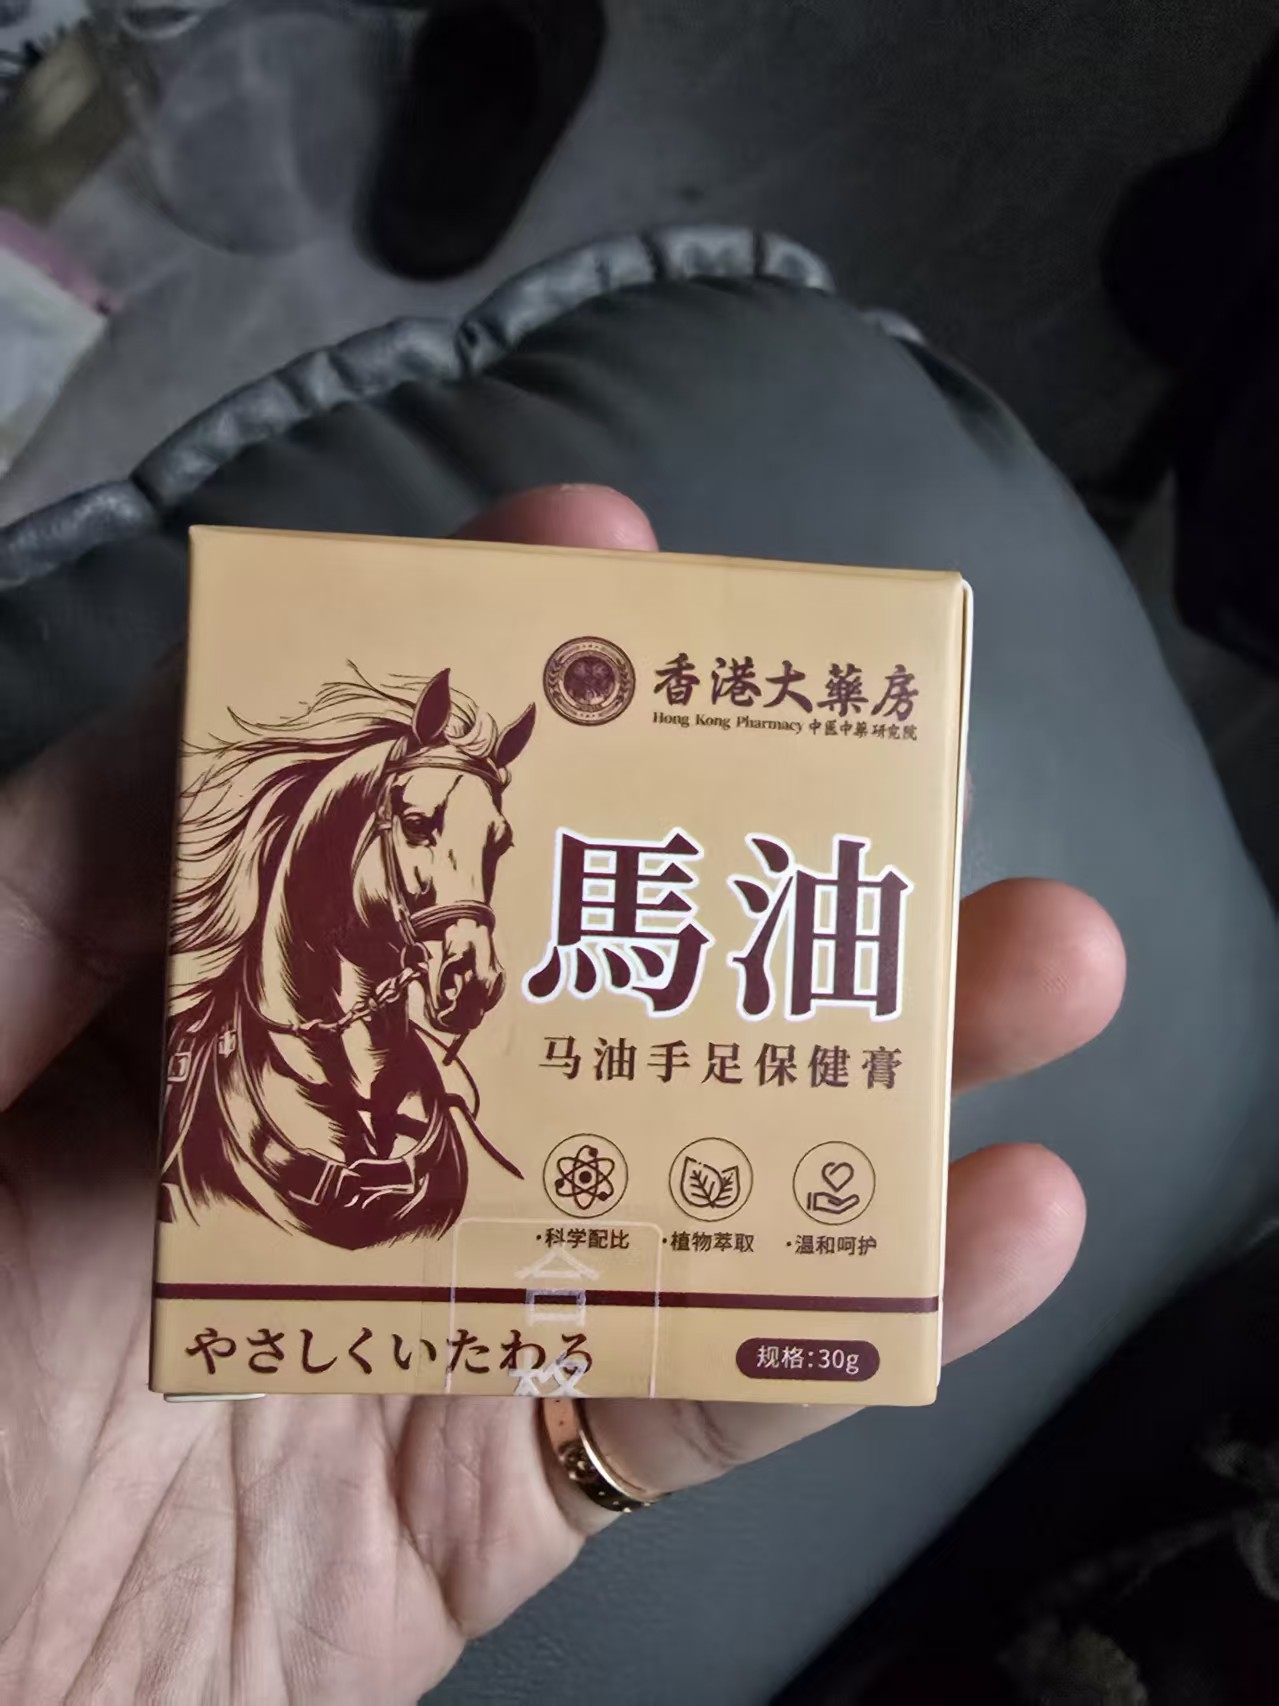 香港大藥房
Hong Kong Pharmacy 中医中藥研究院
馬油
马油手足保健膏
·科学配比 ·植物萃取 ·温和呵护
合格
やさしくいたわる
规格:30g